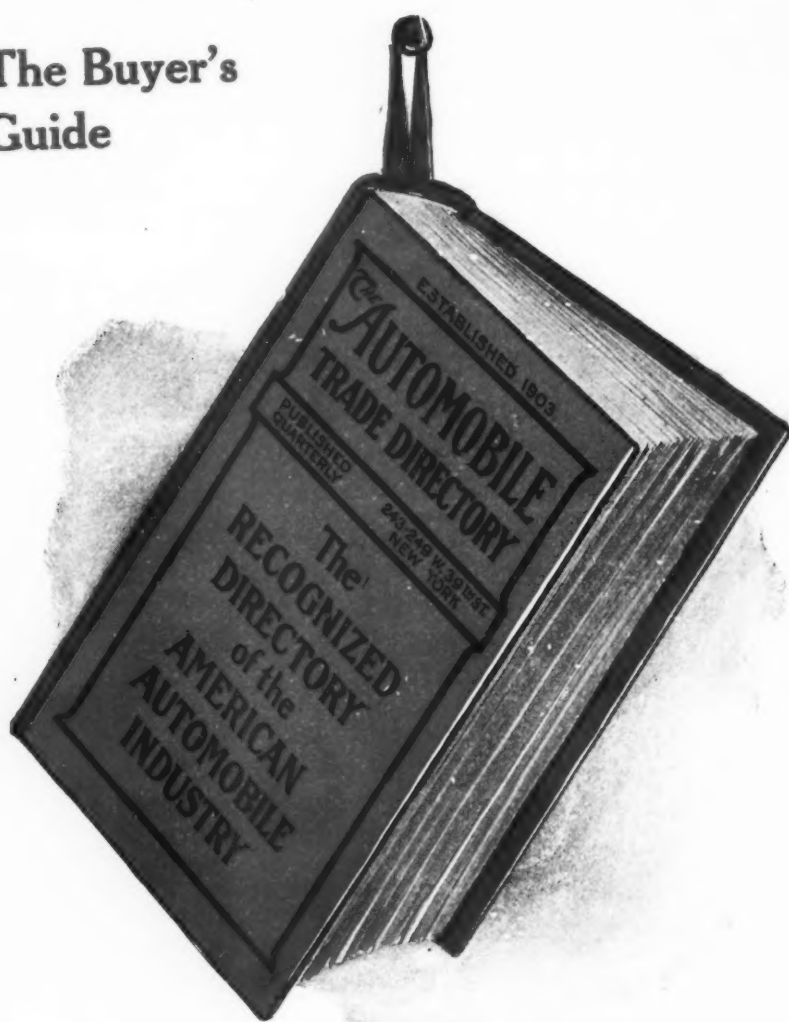 The Buyer's
Guide
ESTABLISHED 1903
The
AUTOMOBILE
TRADE DIRECTORY
PUBLISHED
QUARTERLY
243-249 W. 39TH ST.
NEW YORK
The
RECOGNIZED
DIRECTORY
of the
AMERICAN
AUTOMOBILE
INDUSTRY